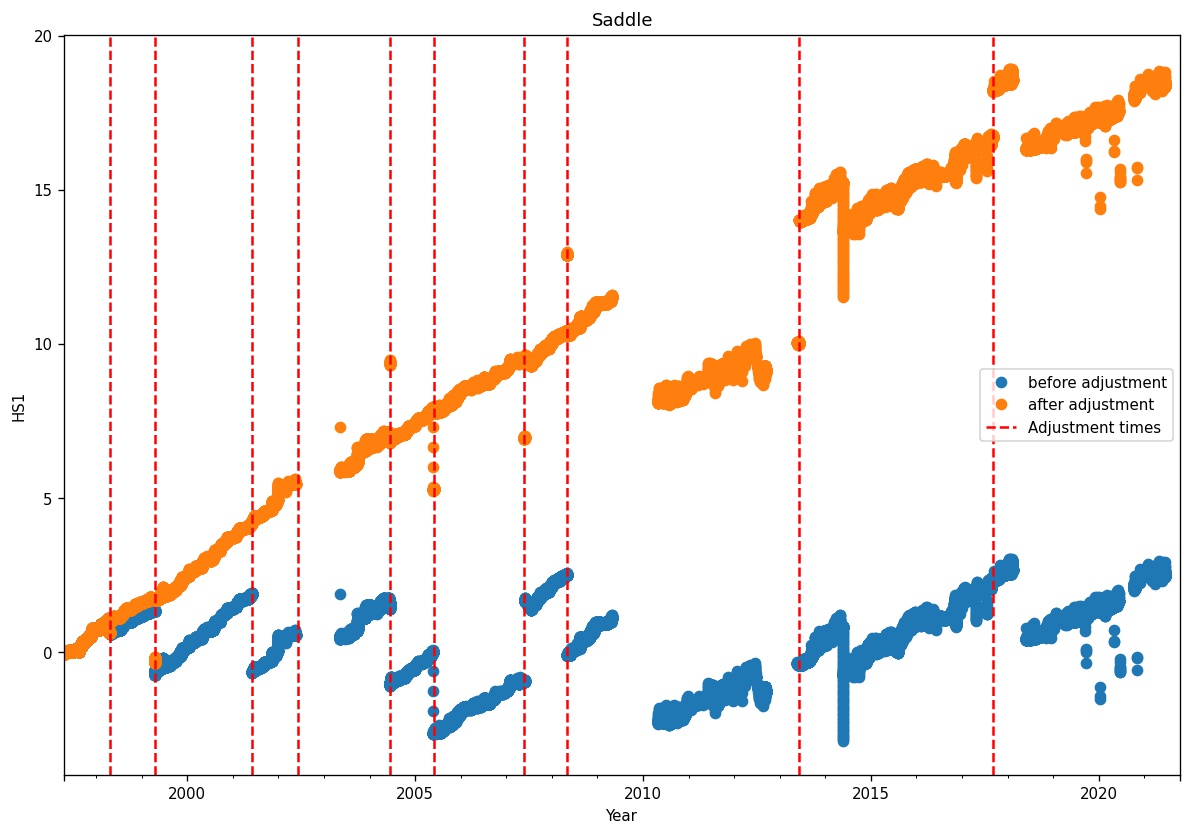 Saddle
20
15
10
5
0
HS1
before adjustment
after adjustment
Adjustment times
2000 2005 2010 2015 2020
Year